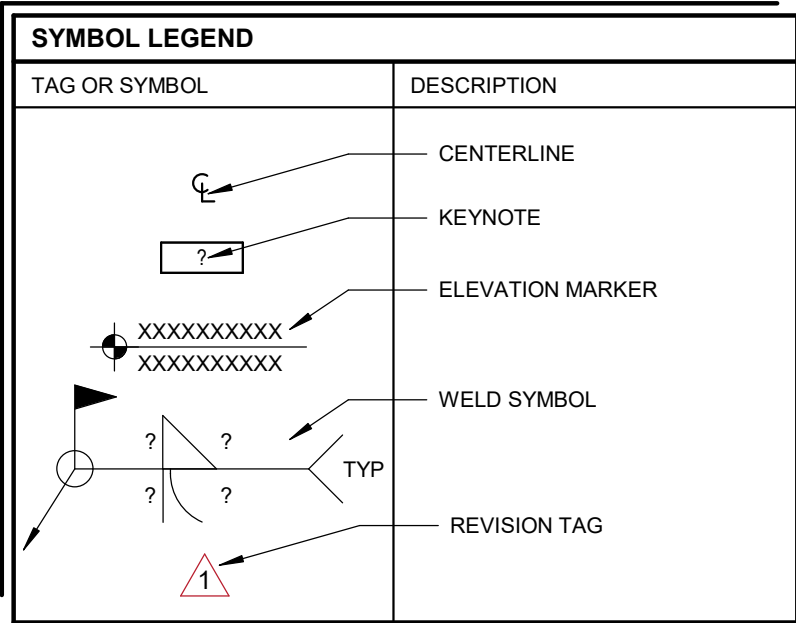 SYMBOL LEGEND
TAG OR SYMBOL DESCRIPTION
CENTERLINE
℄
KEYNOTE
?
ELEVATION MARKER
XXXXXXXXXX
XXXXXXXXXX
WELD SYMBOL
? ?
TYP
? ?
REVISION TAG
1